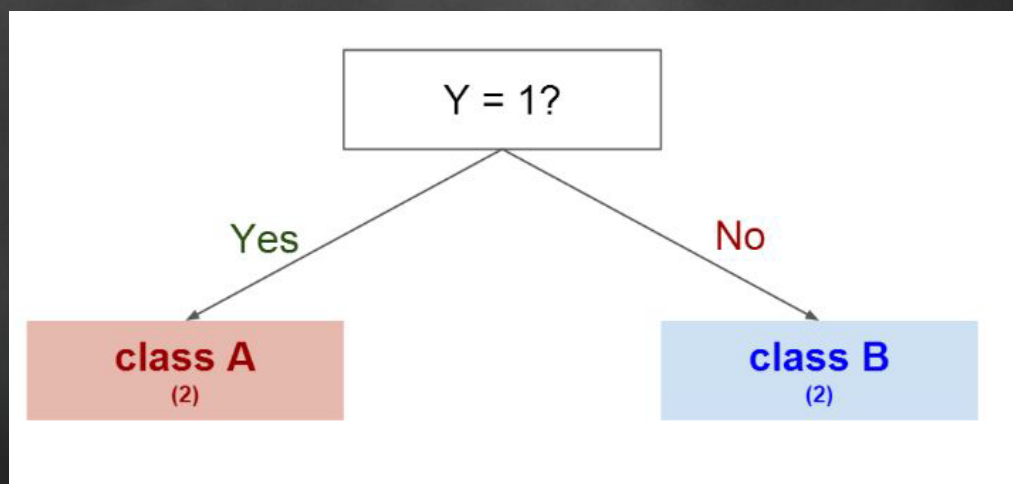 Y = 1?
Yes
No
class A
(2)
class B
(2)